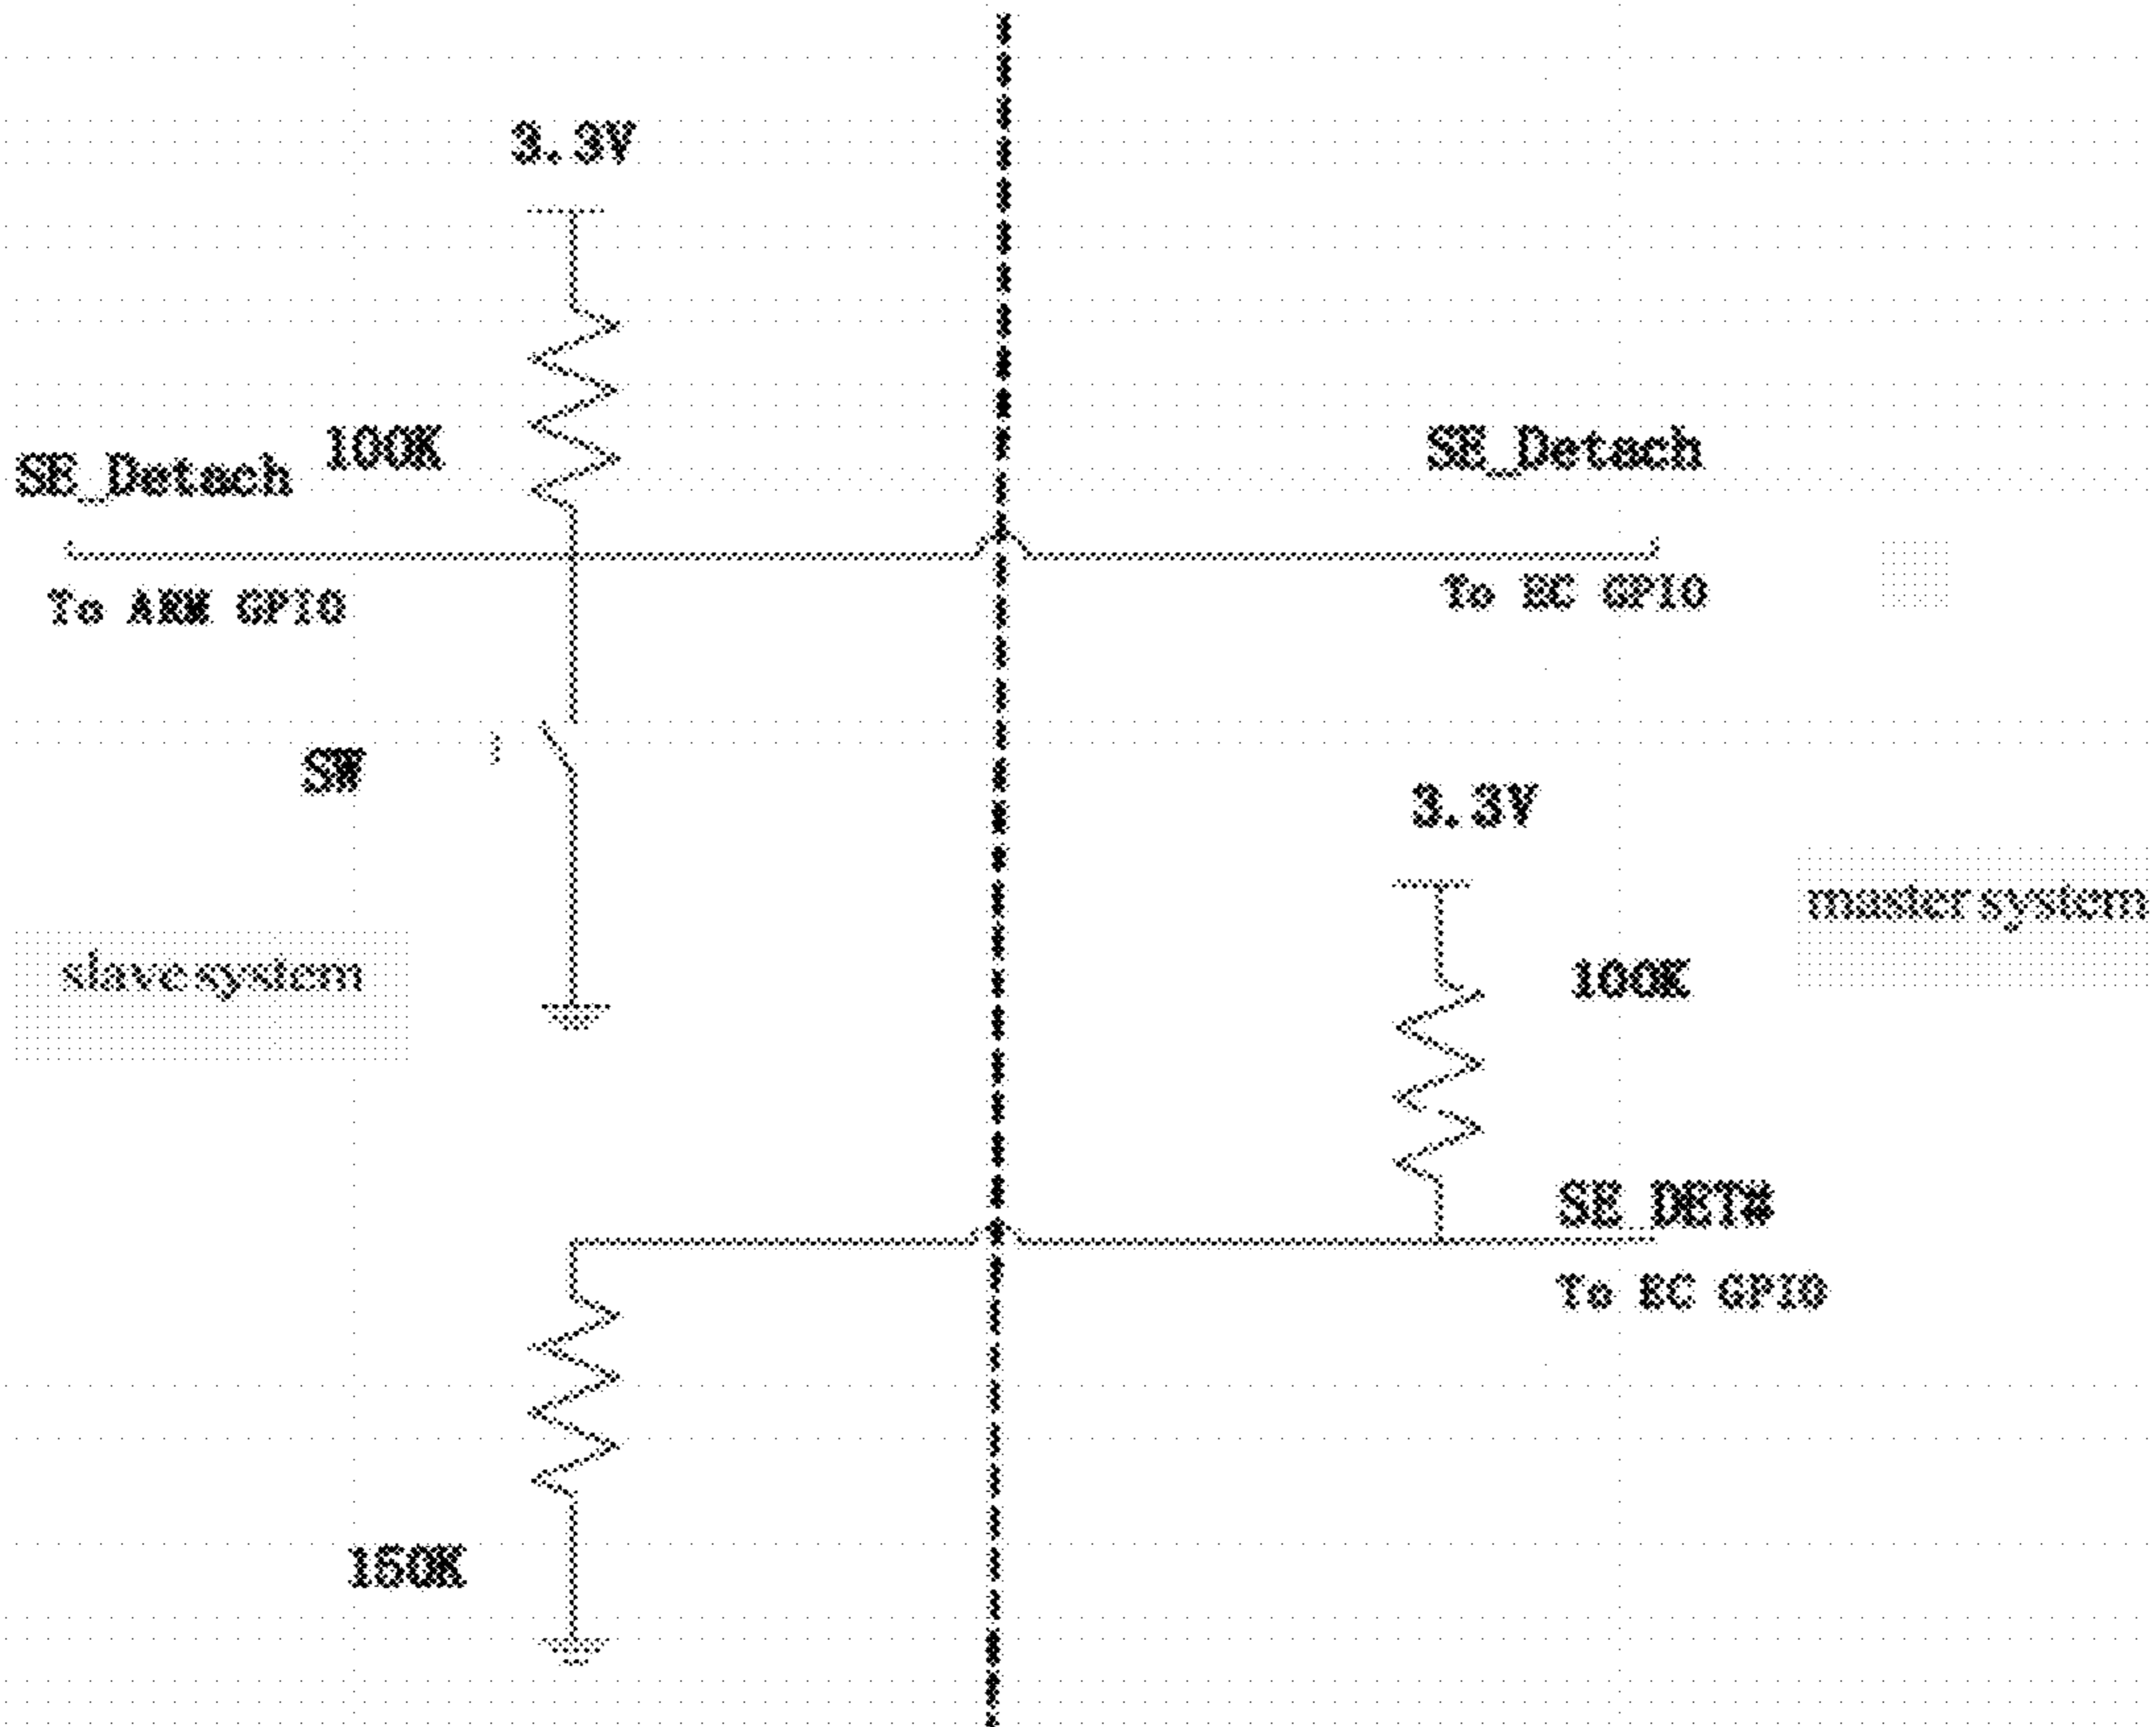 3.3V
100K
SE_Detach
SE_Detach
To ARM GPIO
To EC GPIO
SW
3.3V
master system
slave system
100K
SE_DET#
To EC GPIO
150K